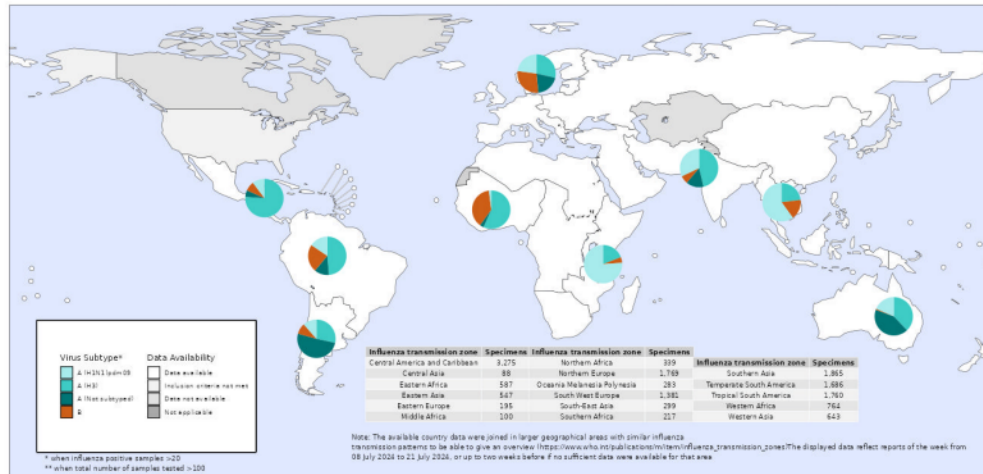 Virus Subtype*
Data Availability
A (H1N1)pdm09
Data available
A (H3)
Inclusion criteria not met
A (Not subtyped)
Data not available
B
Not applicable
* when influenza positive samples >20
** when total number of samples tested >100
Influenza transmission zone Specimens Influenza transmission zone Specimens
Central America and Caribbean 3,275 Northern Africa 339 Influenza transmission zone Specimens
Central Asia 88 Northern Europe 1,769 Southern Asia 1,865
Eastern Africa 587 Oceania Melanesia Polynesia 283 Temperate South America 1,686
Eastern Asia 547 South West Europe 1,381 Tropical South America 1,760
Eastern Europe 195 South-East Asia 299 Western Africa 764
Middle Africa 100 Southern Africa 217 Western Asia 643
Note: The available country data were joined in larger geographical areas with similar influenza
transmission patterns to be able to give an overview (https://www.who.int/publications/m/item/influenza_transmission_zones)The displayed data reflect reports of the week from
08 July 2024 to 21 July 2024, or up to two weeks before if no sufficient data were available for that area